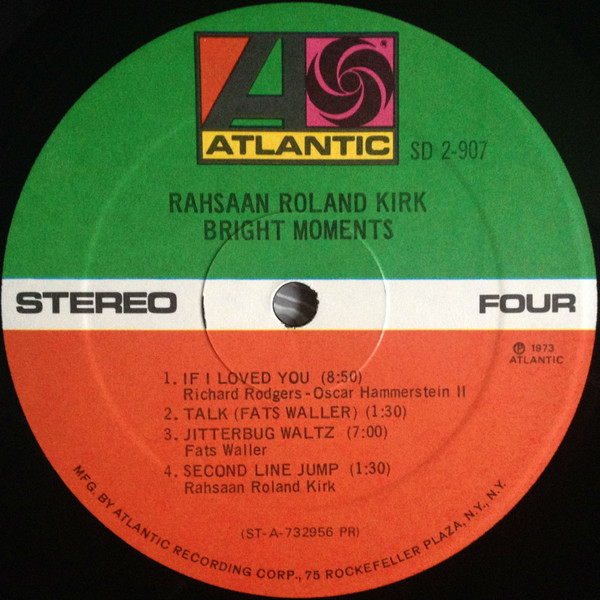 ATLANTIC
SD 2-907
RAHSAAN ROLAND KIRK
BRIGHT MOMENTS
STEREO
FOUR
℗ 1973
ATLANTIC
1. IF I LOVED YOU (8:50)
Richard Rodgers - Oscar Hammerstein II
2. TALK (FATS WALLER) (1:30)
3. JITTERBUG WALTZ (7:00)
Fats Waller
4. SECOND LINE JUMP (1:30)
Rahsaan Roland Kirk
(ST-A-732956 PR)
MFG. BY ATLANTIC RECORDING CORP., 75 ROCKEFELLER PLAZA, N.Y., N.Y.